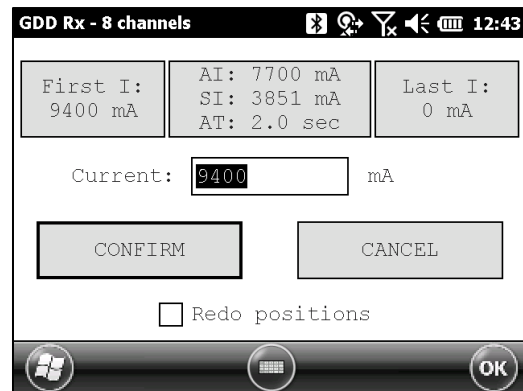 GDD Rx - 8 channels 12:43
First I:
9400 mA
AI: 7700 mA
SI: 3851 mA
AT: 2.0 sec
Last I:
0 mA
Current: 9400 mA
CONFIRM CANCEL
Redo positions
OK